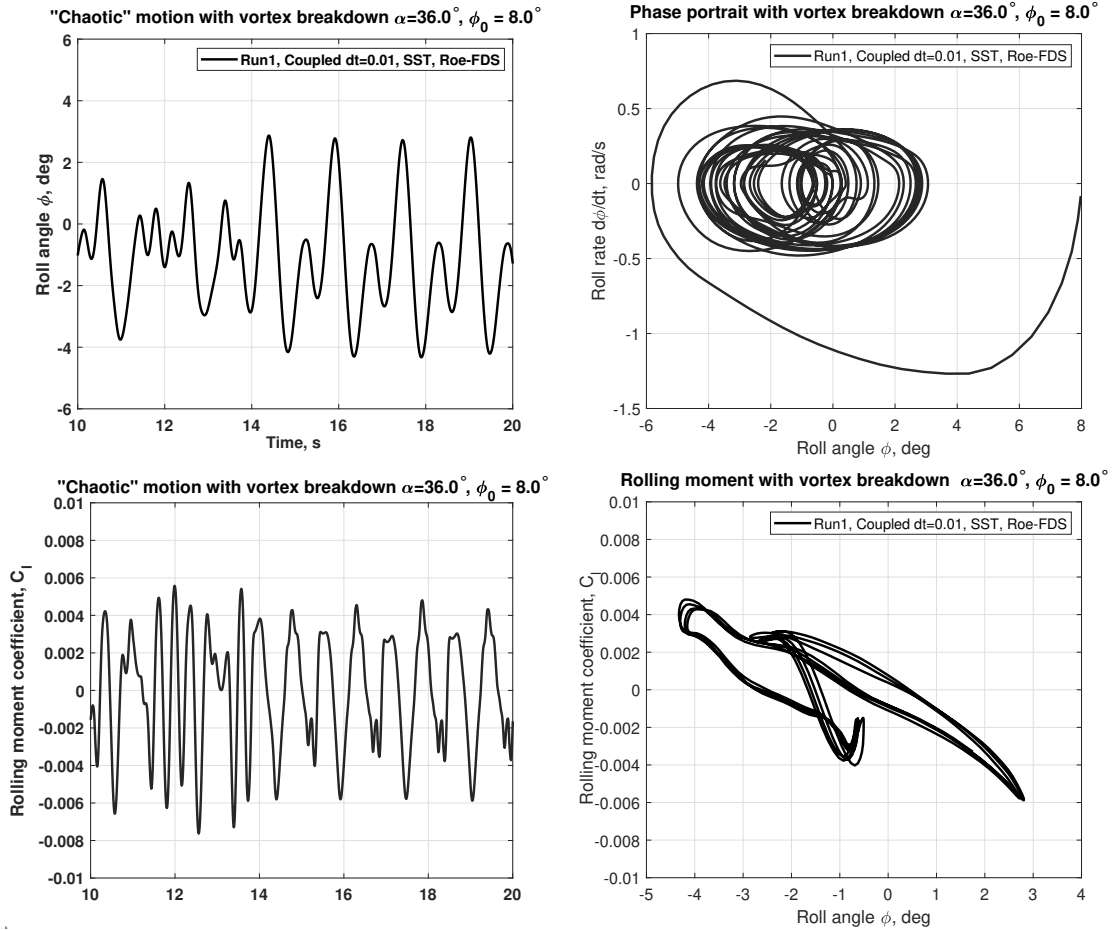 "Chaotic" motion with vortex breakdown α=36.0°, ϕ0 = 8.0°
Run1, Coupled dt=0.01, SST, Roe-FDS
Roll angle ϕ, deg
6
4
2
0
-2
-4
-6
10 12 14 16 18 20
Time, s
Phase portrait with vortex breakdown α=36.0°, ϕ0 = 8.0°
Run1, Coupled dt=0.01, SST, Roe-FDS
Roll rate dϕ/dt, rad/s
1
0.5
0
-0.5
-1
-1.5
-6 -4 -2 0 2 4 6 8
Roll angle ϕ, deg
"Chaotic" motion with vortex breakdown α=36.0°, ϕ0 = 8.0°
Rolling moment coefficient, Cl
0.01
0.008
0.006
0.004
0.002
0
-0.002
-0.004
-0.006
-0.008
-0.01
10 12 14 16 18 20
Rolling moment with vortex breakdown α=36.0°, ϕ0 = 8.0°
Run1, Coupled dt=0.01, SST, Roe-FDS
Rolling moment coefficient, Cl
0.01
0.008
0.006
0.004
0.002
0
-0.002
-0.004
-0.006
-0.008
-0.01
-5 -4 -3 -2 -1 0 1 2 3 4
Roll angle ϕ, deg